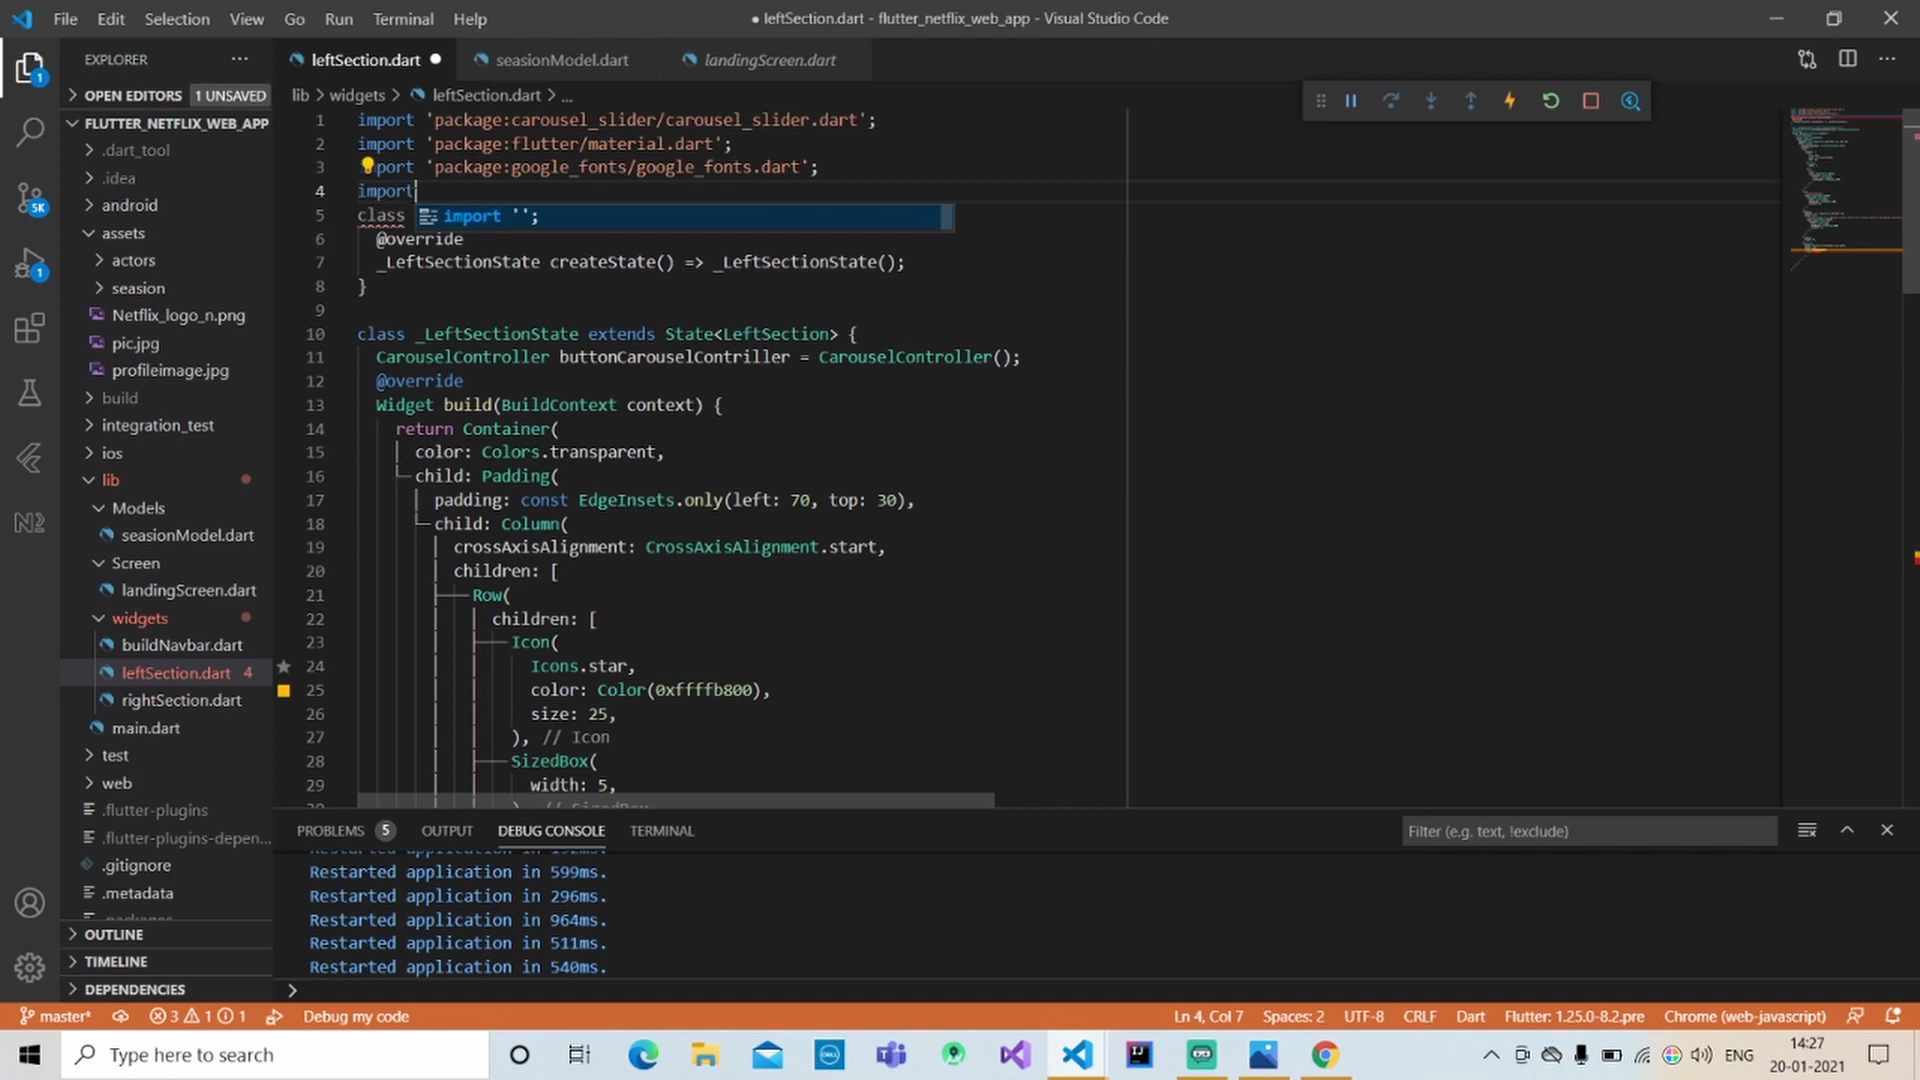 File Edit Selection View Go Run Terminal Help
● leftSection.dart - flutter_netflix_web_app - Visual Studio Code
EXPLORER
leftSection.dart
seasionModel.dart
landingScreen.dart
OPEN EDITORS 1 UNSAVED
lib > widgets > leftSection.dart > ...
FLUTTER_NETFLIX_WEB_APP
.dart_tool
.idea
android
assets
actors
seasion
Netflix_logo_n.png
pic.jpg
profileimage.jpg
build
integration_test
ios
lib
Models
seasionModel.dart
Screen
landingScreen.dart
widgets
buildNavbar.dart
leftSection.dart 4
rightSection.dart
main.dart
test
web
.flutter-plugins
.flutter-plugins-depen...
.gitignore
.metadata
OUTLINE
TIMELINE
DEPENDENCIES
1
5K
1
1 import 'package:carousel_slider/carousel_slider.dart';
2 import 'package:flutter/material.dart';
3 port 'package:google_fonts/google_fonts.dart';
4 import
5 class import '';
6 @override
7 _LeftSectionState createState() => _LeftSectionState();
8 }
9
10 class _LeftSectionState extends State<LeftSection> {
11 CarouselController buttonCarouselContriller = CarouselController();
12 @override
13 Widget build(BuildContext context) {
14 return Container(
15 color: Colors.transparent,
16 child: Padding(
17 padding: const EdgeInsets.only(left: 70, top: 30),
18 child: Column(
19 crossAxisAlignment: CrossAxisAlignment.start,
20 children: [
21 Row(
22 children: [
23 Icon(
24 Icons.star,
25 color: Color(0xffffb800),
26 size: 25,
27 ), // Icon
28 SizedBox(
29 width: 5,
30 ), // SizedBox
PROBLEMS 5 OUTPUT DEBUG CONSOLE TERMINAL
Filter (e.g. text, !exclude)
Restarted application in 192ms.
Restarted application in 599ms.
Restarted application in 296ms.
Restarted application in 964ms.
Restarted application in 511ms.
Restarted application in 540ms.
>
master* 3 1 1 Debug my code
Ln 4, Col 7 Spaces: 2 UTF-8 CRLF Dart Flutter: 1.25.0-8.2.pre Chrome (web-javascript)
Type here to search
DELL
ENG
14:27
20-01-2021